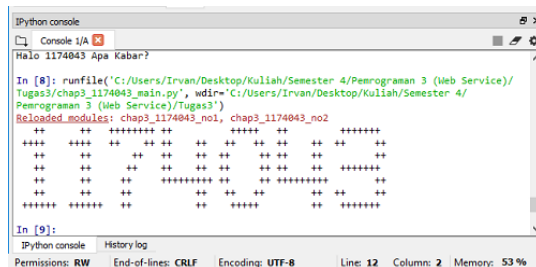 IPython console
Console 1/A
Halo 1174043 Apa Kabar?
In [8]: runfile('C:/Users/Irvan/Desktop/Kuliah/Semester 4/Pemrograman 3 (Web Service)/
Tugas3/chap3_1174043_main.py', wdir='C:/Users/Irvan/Desktop/Kuliah/Semester 4/
Pemrograman 3 (Web Service)/Tugas3')
Reloaded modules: chap3_1174043_no1, chap3_1174043_no2
  ++      ++   ++++++++ ++        +++++   ++        +++++++
++++    ++++   ++    ++ ++  ++   ++   ++  ++  ++  ++      ++
  ++      ++        ++  ++  ++  ++     ++ ++  ++          ++
  ++      ++       ++   ++  ++  ++     ++ ++  ++    +++++++
  ++      ++      ++    +++++++++ ++   ++ +++++++++       ++
  ++      ++      ++          ++  ++   ++       ++  ++    ++
++++++  ++++++    ++          ++   +++++        ++   +++++++
In [9]:
IPython console History log
Permissions: RW End-of-lines: CRLF Encoding: UTF-8 Line: 12 Column: 2 Memory: 53 %